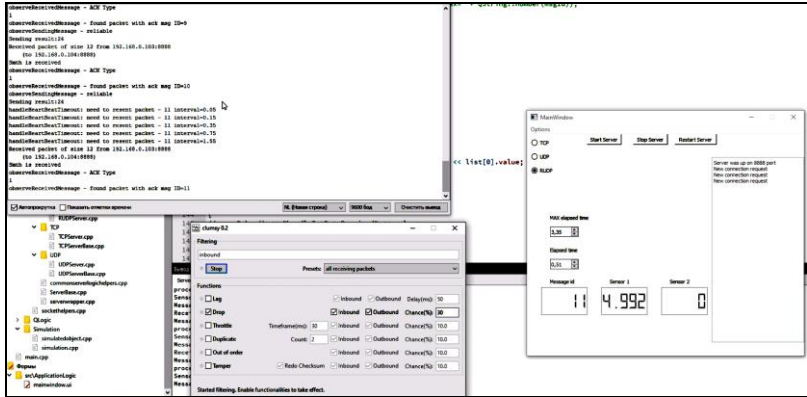 observeReceivedMessage - ACK Type
1
observeReceivedMessage - found packet with ack msg ID=9
observeSendingMessage - reliable
Sending result:24
Received packet of size 12 from 192.168.0.103:8888
(to 192.168.0.104:8888)
Smth is received
observeReceivedMessage - ACK Type
1
observeReceivedMessage - found packet with ack msg ID=10
observeSendingMessage - reliable
Sending result:24
handleHeartBeatTimeout: need to resent packet - 11 interval=0.05
handleHeartBeatTimeout: need to resent packet - 11 interval=0.15
handleHeartBeatTimeout: need to resent packet - 11 interval=0.35
handleHeartBeatTimeout: need to resent packet - 11 interval=0.75
handleHeartBeatTimeout: need to resent packet - 11 interval=1.55
Received packet of size 12 from 192.168.0.103:8888
(to 192.168.0.104:8888)
Smth is received
observeReceivedMessage - ACK Type
1
observeReceivedMessage - found packet with ack msg ID=11
Автопрокрутка Показать отметки времени NL (Новая строка) 9600 бод Очистить вывод
<< list[0].value;
RUDPServer.cpp
TCP
TCPServer.cpp
TCPServerBase.cpp
UDP
UDPServer.cpp
UDPServerBase.cpp
commonserverlogichelpers.cpp
ServerBase.cpp
serverwrapper.cpp
sockethelpers.cpp
QLogic
Simulation
simulatedobject.cpp
simulation.cpp
main.cpp
Формы
src\ApplicationLogic
mainwindow.ui
clumsy 0.2
Filtering
inbound
Stop Presets: all receiving packets
Functions
Lag Inbound Outbound Delay(ms): 50
Drop Inbound Outbound Chance(%): 30
Throttle Timeframe(ms): 30 Inbound Outbound Chance(%): 10.0
Duplicate Count: 2 Inbound Outbound Chance(%): 10.0
Out of order Inbound Outbound Chance(%): 10.0
Tamper Redo Checksum Inbound Outbound Chance(%): 10.0
Started filtering. Enable functionalities to take effect.
MainWindow
Options
TCP
UDP
RUDP
Start Server Stop Server Restart Server
Server was up on 8888 port
New connection request
New connection request
New connection request
MAX elapsed time
3,35
Elapsed time
0,51
Message id Sensor 1 Sensor 2
11 4.992 0